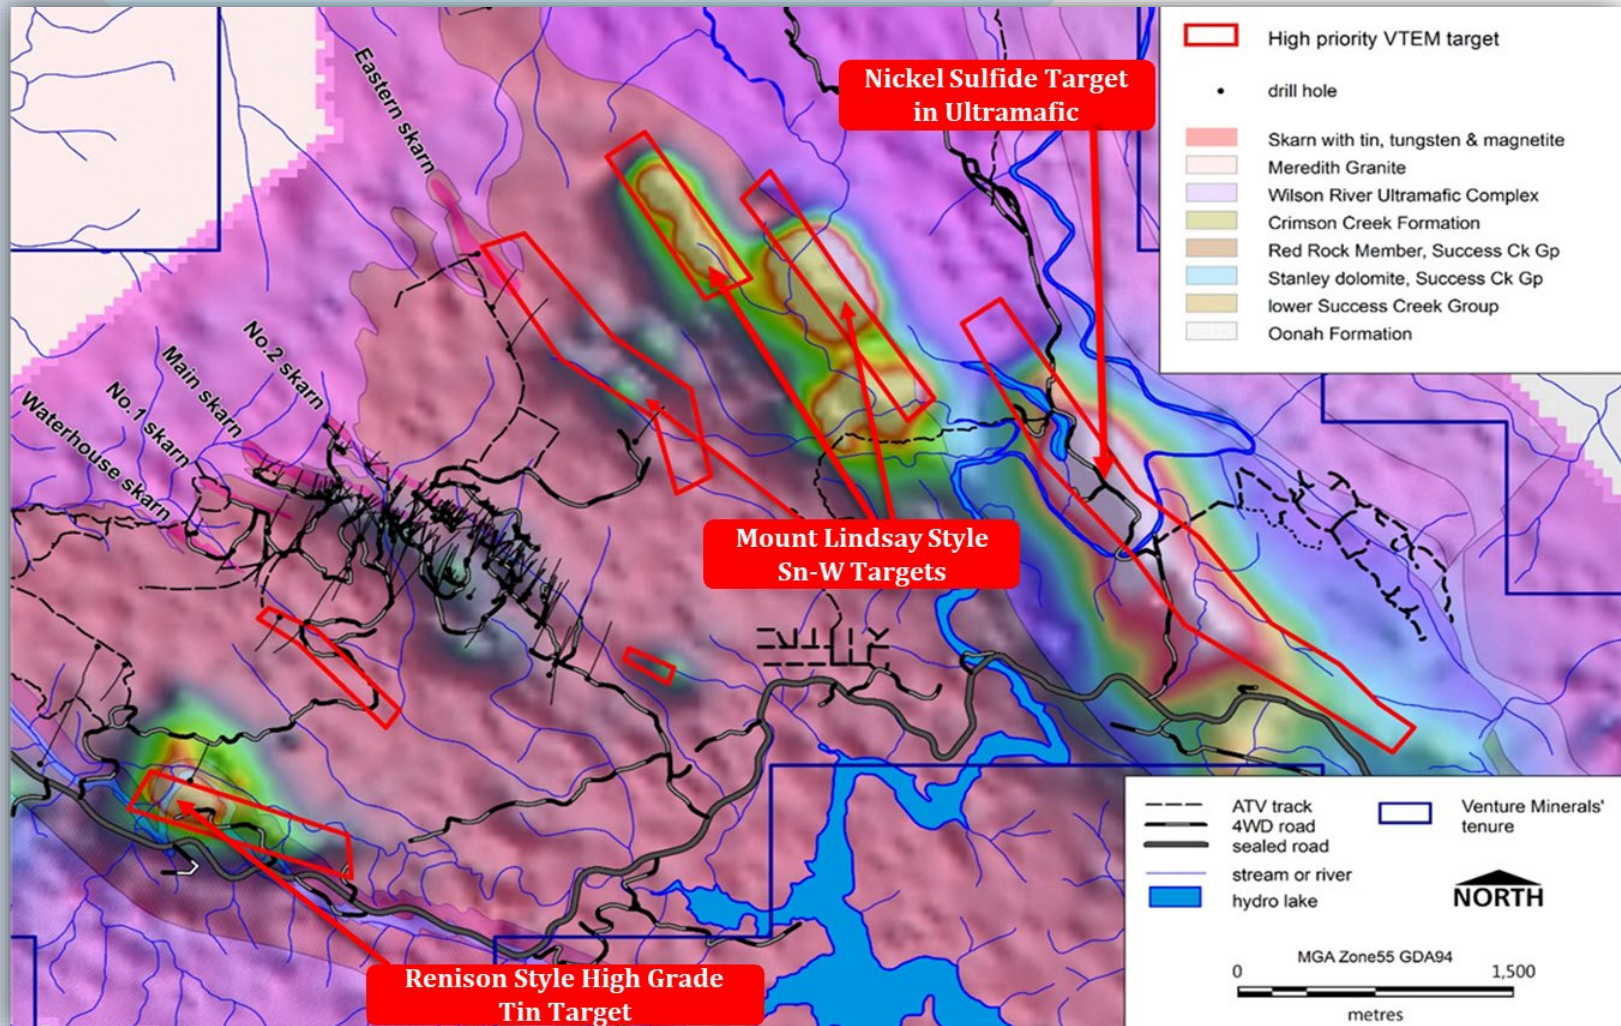 Eastern skarn
No.2 skarn
Main skarn
No.1 skarn
Waterhouse skarn
Nickel Sulfide Target
in Ultramafic
Mount Lindsay Style
Sn-W Targets
Renison Style High Grade
Tin Target
High priority VTEM target
drill hole
Skarn with tin, tungsten & magnetite
Meredith Granite
Wilson River Ultramafic Complex
Crimson Creek Formation
Red Rock Member, Success Ck Gp
Stanley dolomite, Success Ck Gp
lower Success Creek Group
Oonah Formation
ATV track
4WD road
sealed road
stream or river
hydro lake
Venture Minerals'
tenure
NORTH
MGA Zone55 GDA94
0 1,500
metres